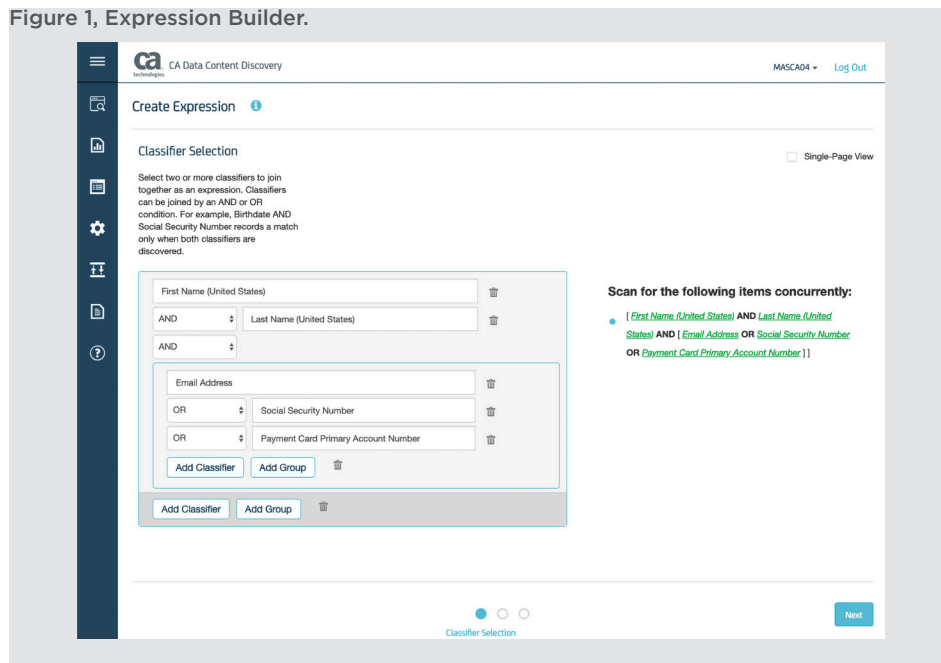 Figure 1, Expression Builder.
ca
technologies
CA Data Content Discovery
MASCA04
Log Out
Create Expression
Classifier Selection
Single-Page View
Select two or more classifiers to join
together as an expression. Classifiers
can be joined by an AND or OR
condition. For example, Birthdate AND
Social Security Number records a match
only when both classifiers are
discovered.
First Name (United States)
AND Last Name (United States)
AND
Email Address
OR Social Security Number
OR Payment Card Primary Account Number
Add Classifier Add Group
Add Classifier Add Group
Scan for the following items concurrently:
[ First Name (United States) AND Last Name (United
States) AND [ Email Address OR Social Security Number
OR Payment Card Primary Account Number ] ]
Classifier Selection
Next